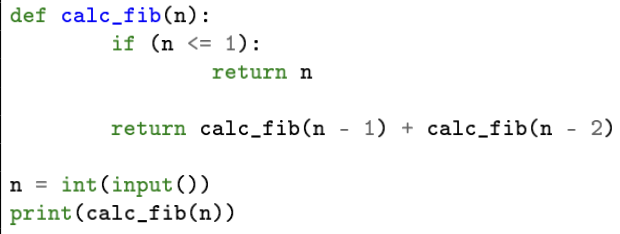 def calc_fib(n):
        if (n <= 1):
                return n

        return calc_fib(n - 1) + calc_fib(n - 2)

n = int(input())
print(calc_fib(n))